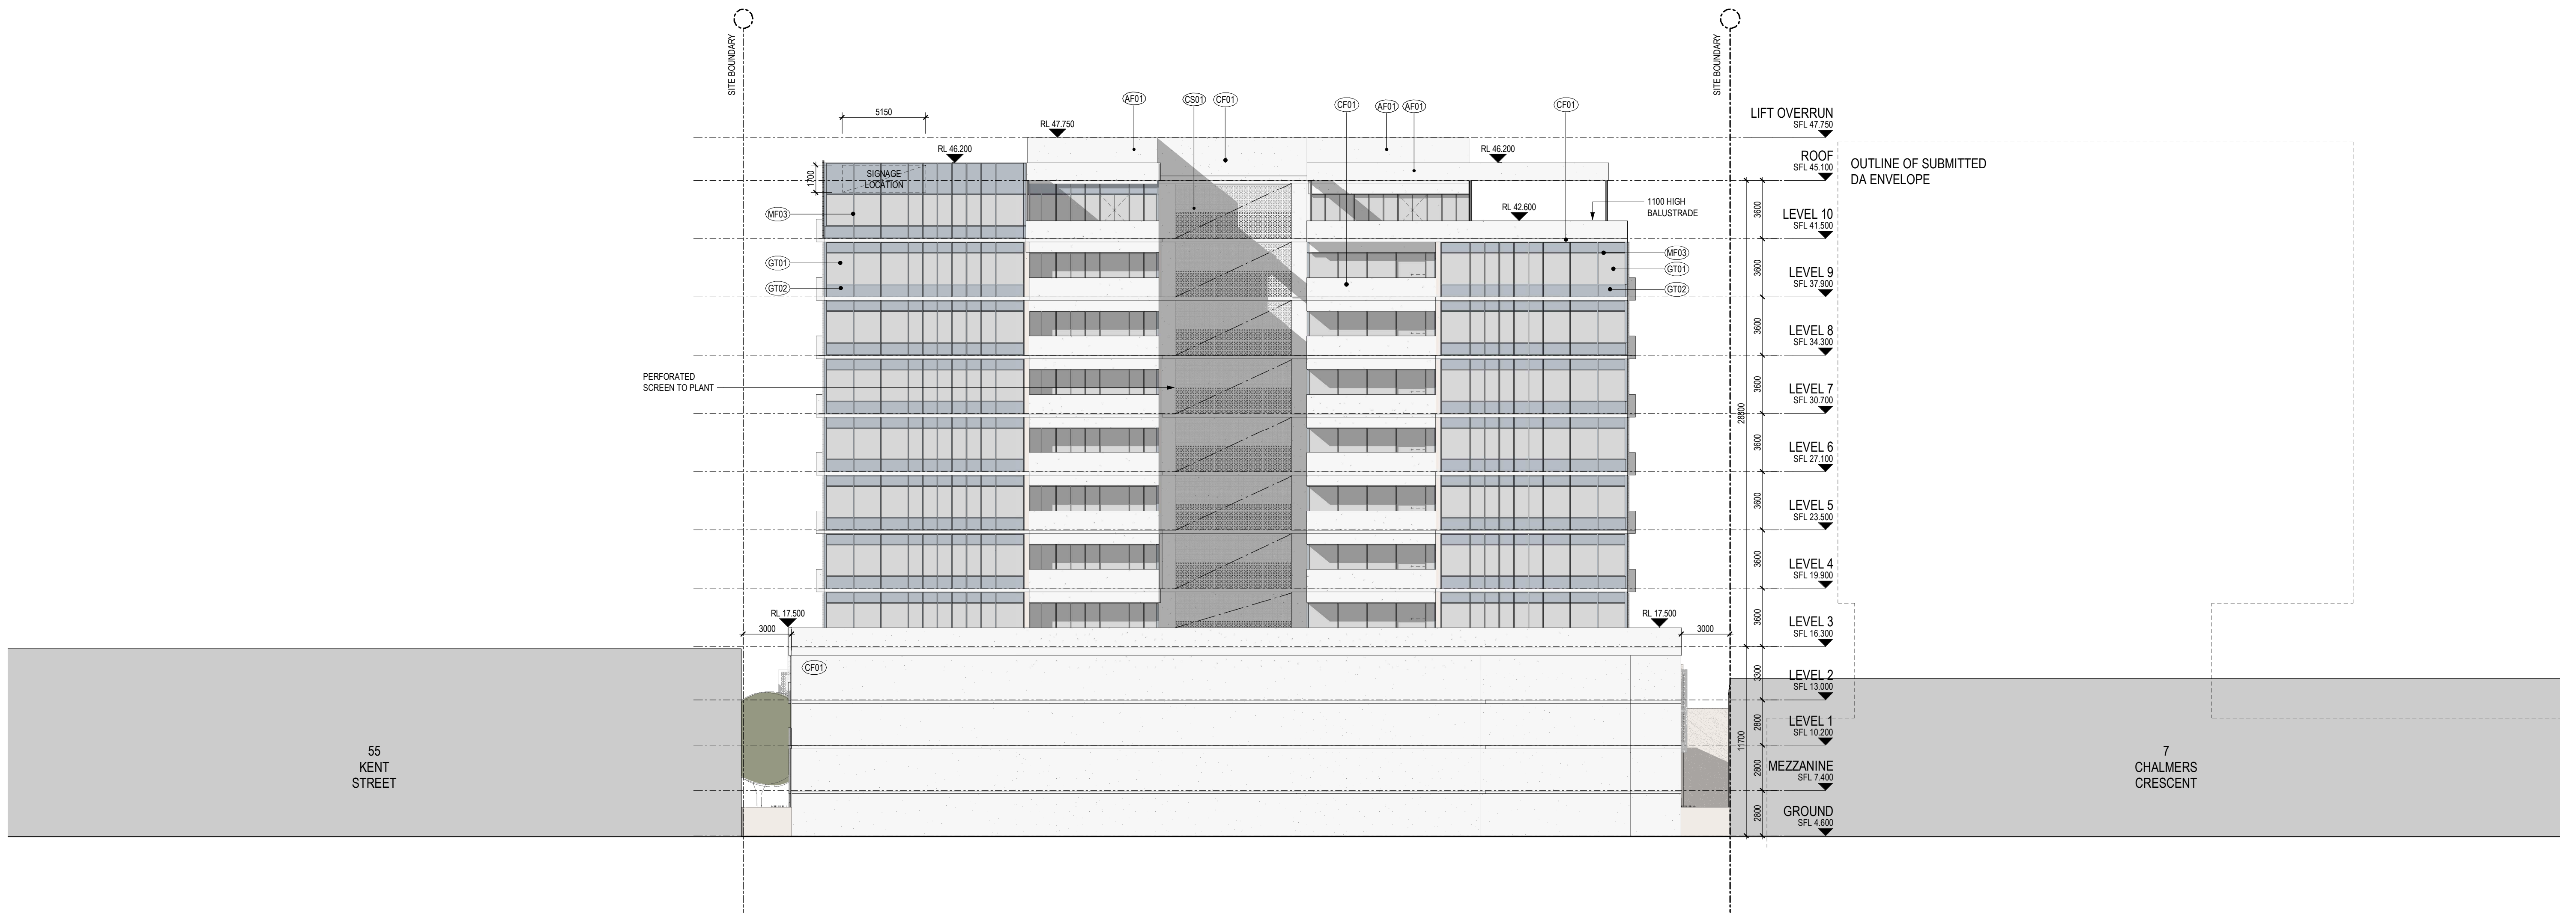 SITE BOUNDARY
SITE BOUNDARY
5150
AF01
CS01
CF01
CF01
AF01
AF01
CF01
RL 47.750
RL 46.200
RL 46.200
1700
SIGNAGE
LOCATION
MF03
RL 42.600
1100 HIGH
BALUSTRADE
GT01
GT02
MF03
GT01
GT02
PERFORATED
SCREEN TO PLANT
RL 17.500
3000
RL 17.500
3000
CF01
LIFT OVERRUN
SFL 47.750
ROOF
SFL 45.100
LEVEL 10
SFL 41.500
LEVEL 9
SFL 37.900
LEVEL 8
SFL 34.300
LEVEL 7
SFL 30.700
LEVEL 6
SFL 27.100
LEVEL 5
SFL 23.500
LEVEL 4
SFL 19.900
LEVEL 3
SFL 16.300
LEVEL 2
SFL 13.000
LEVEL 1
SFL 10.200
MEZZANINE
SFL 7.400
GROUND
SFL 4.600
3600
3600
3600
3600
3600
3600
3600
3600
3300
2800
2800
2800
28800
11700
OUTLINE OF SUBMITTED
DA ENVELOPE
55
KENT
STREET
7
CHALMERS
CRESCENT